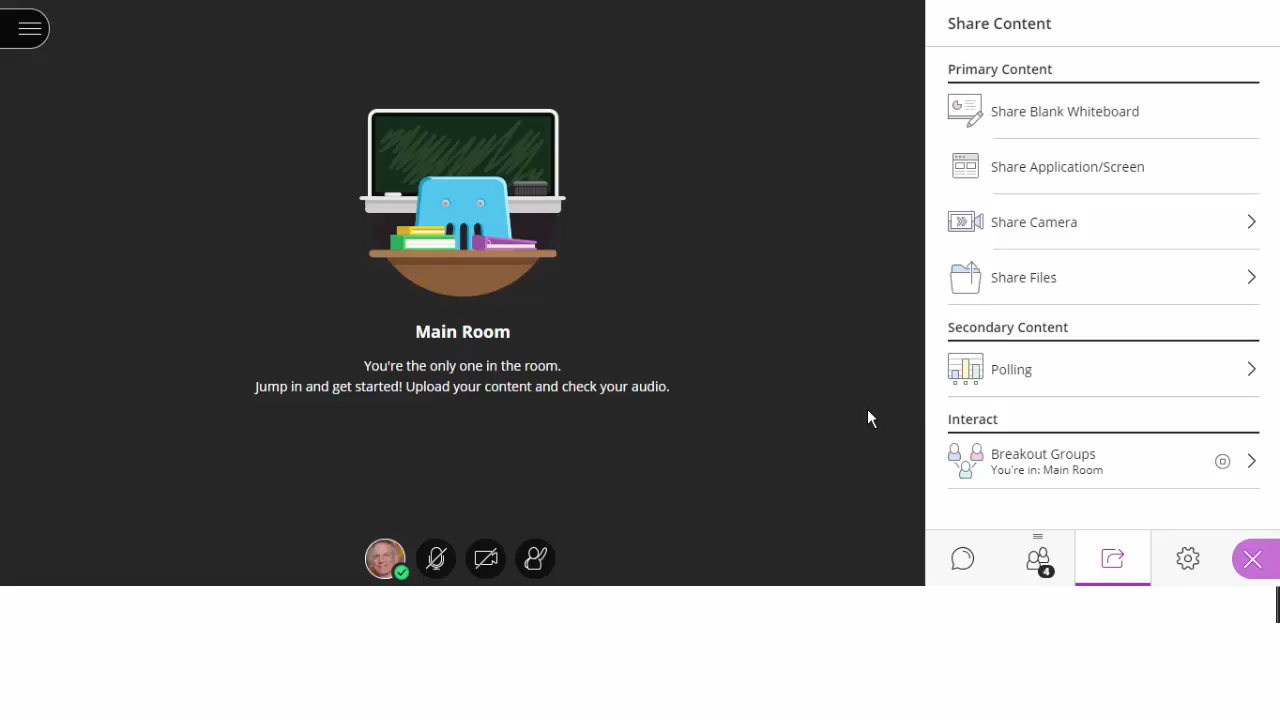 Share Content
Primary Content
Share Blank Whiteboard
Share Application/Screen
Share Camera
Share Files
Secondary Content
Polling
Interact
Breakout Groups
You're in: Main Room
4
Main Room
You're the only one in the room.
Jump in and get started! Upload your content and check your audio.